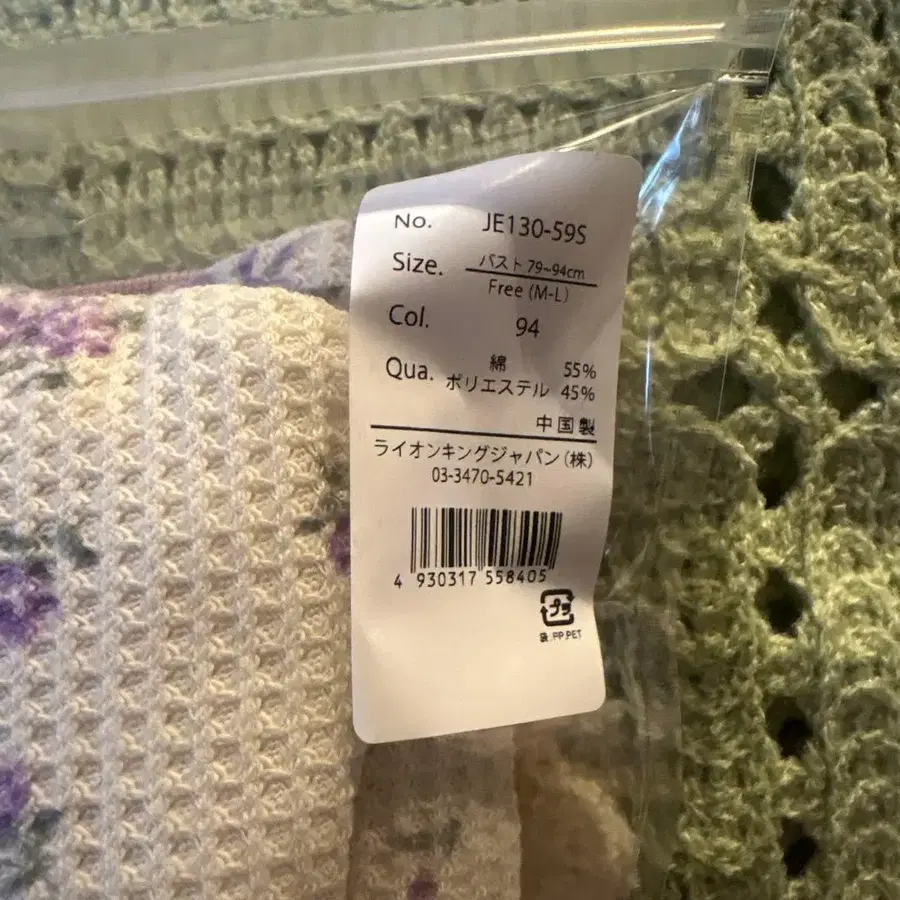 No. JE130-59S
Size. バスト 79~94cm
Free (M-L)
Col. 94
Qua. 綿 55%
ポリエステル 45%
中国製
ライオンキングジャパン (株)
03-3470-5421
4 930317 558405
プラ
袋:PP,PET